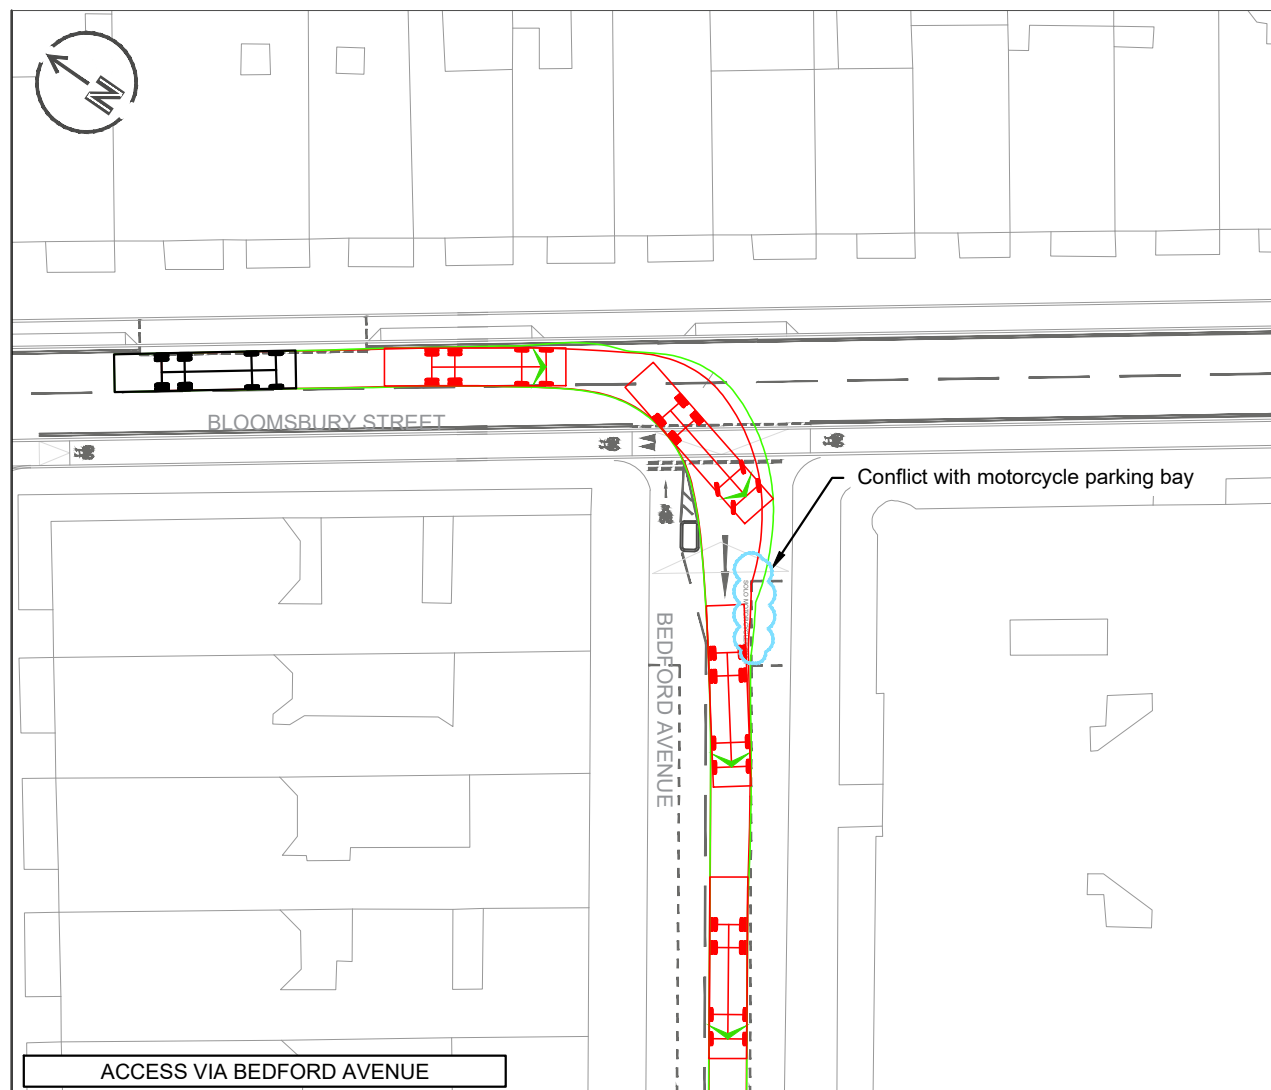 N
BLOOMSBURY STREET
Conflict with motorcycle parking bay
BEDFORD AVENUE
ACCESS VIA BEDFORD AVENUE